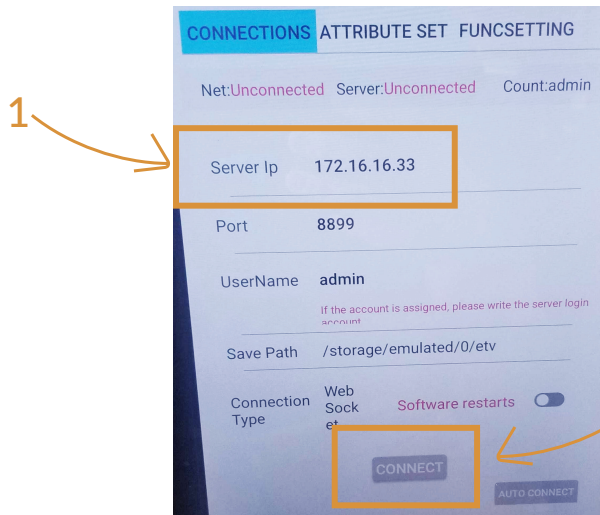 CONNECTIONS ATTRIBUTE SET FUNCSETTING
Net:Unconnected Server:Unconnected Count:admin
1
Server Ip 172.16.16.33
Port 8899
UserName admin
If the account is assigned, please write the server login
account
Save Path /storage/emulated/0/etv
Connection Type
Web
Sock
et
Software restarts
CONNECT
AUTO CONNECT